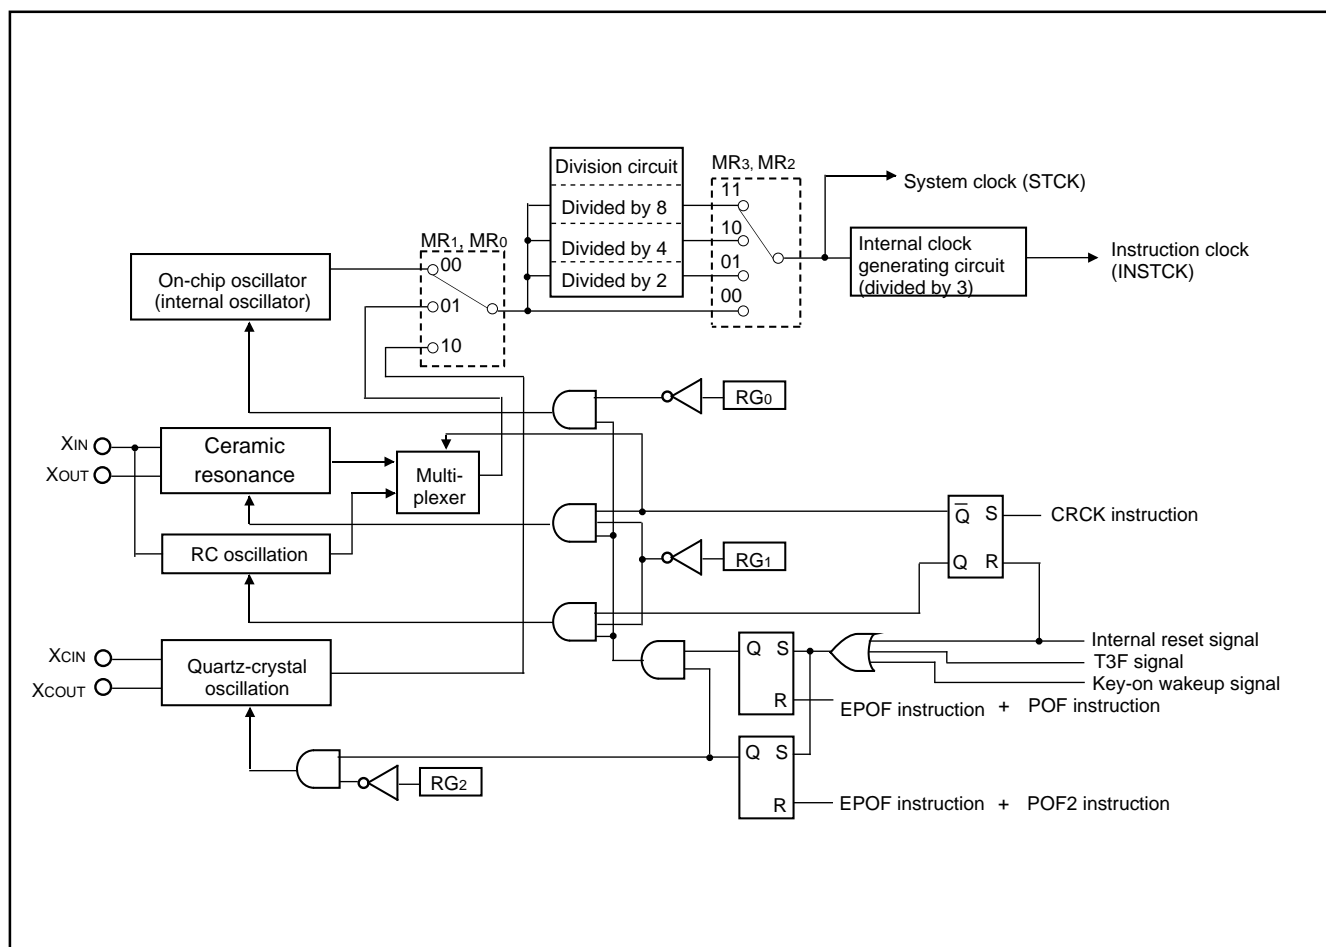 Division circuit
Divided by 8
Divided by 4
Divided by 2
MR3, MR2
11
10
01
00
System clock (STCK)
Internal clock
generating circuit
(divided by 3)
Instruction clock
(INSTCK)
MR1, MR0
00
01
10
On-chip oscillator
(internal oscillator)
RG0
XIN
XOUT
Ceramic
resonance
Multi-
plexer
RC oscillation
RG1
Q̅ S
Q R
CRCK instruction
XCIN
XCOUT
Quartz-crystal
oscillation
Q S
R
Internal reset signal
T3F signal
Key-on wakeup signal
EPOF instruction + POF instruction
RG2
Q S
R
EPOF instruction + POF2 instruction